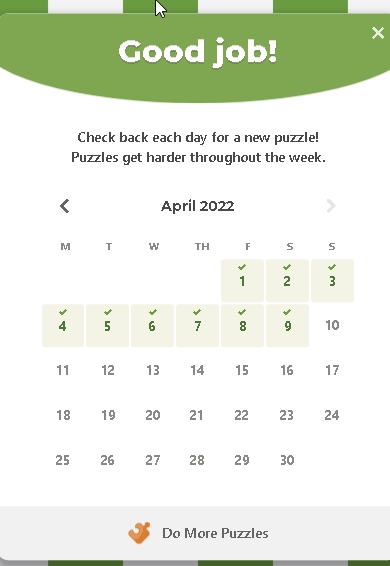 Good job!
Check back each day for a new puzzle!
Puzzles get harder throughout the week.
April 2022
M T W TH F S S
1 2 3
4 5 6 7 8 9 10
11 12 13 14 15 16 17
18 19 20 21 22 23 24
25 26 27 28 29 30
Do More Puzzles